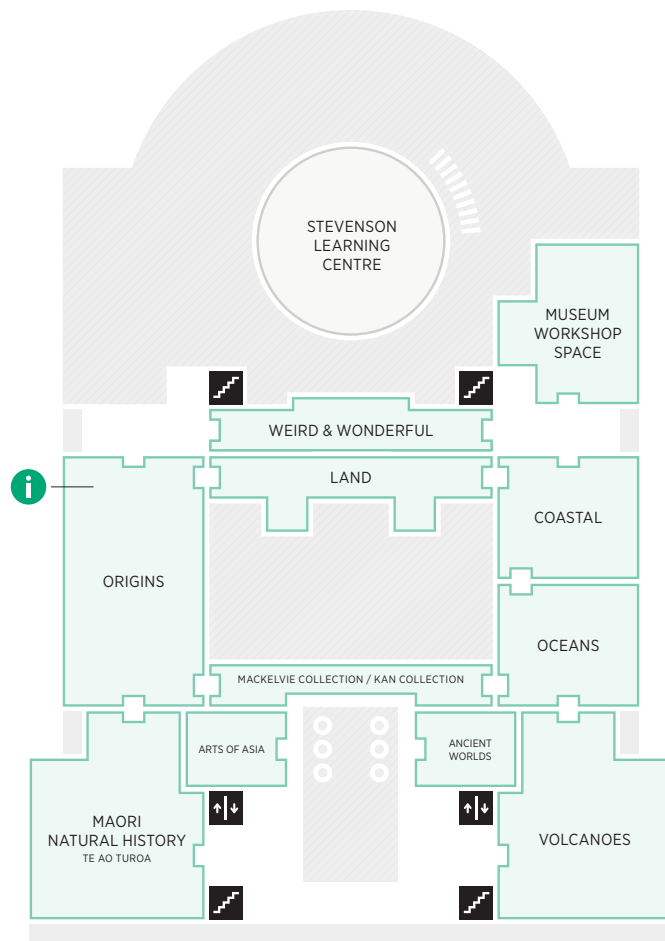 STEVENSON
LEARNING
CENTRE
MUSEUM
WORKSHOP
SPACE
WEIRD & WONDERFUL
LAND
i
COASTAL
ORIGINS
OCEANS
MACKELVIE COLLECTION / KAN COLLECTION
ARTS OF ASIA
ANCIENT
WORLDS
MAORI
NATURAL HISTORY
TE AO TUROA
VOLCANOES